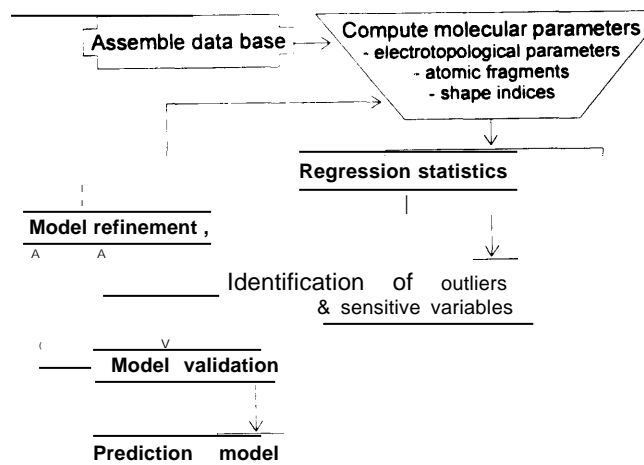 Assemble data base
Compute molecular parameters
- electrotopological parameters
- atomic fragments
- shape indices
Regression statistics
Model refinement ,
A A
Identification of outliers
& sensitive variables
( V
Model validation
Prediction model